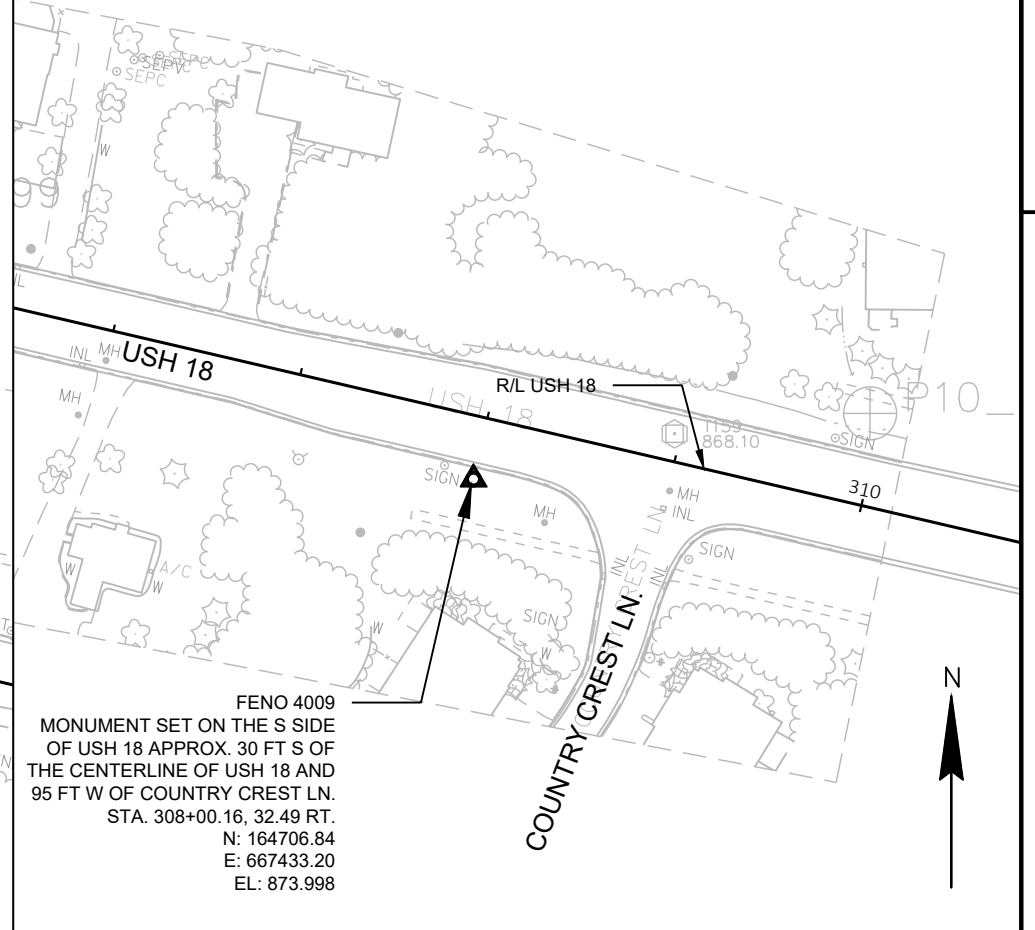 SEPC
SEPV
SEPC
W
INL
MH
USH 18
MH
R/L USH 18
USH 18
1159
868.10
SIGN
P10_
310
SIGN
MH
MH
INL
SIGN
INL
INL
A/C
W
W
SIGN
W
W
COUNTRY CREST LN.
N
FENO 4009
MONUMENT SET ON THE S SIDE
OF USH 18 APPROX. 30 FT S OF
THE CENTERLINE OF USH 18 AND
95 FT W OF COUNTRY CREST LN.
STA. 308+00.16, 32.49 RT.
N: 164706.84
E: 667433.20
EL: 873.998